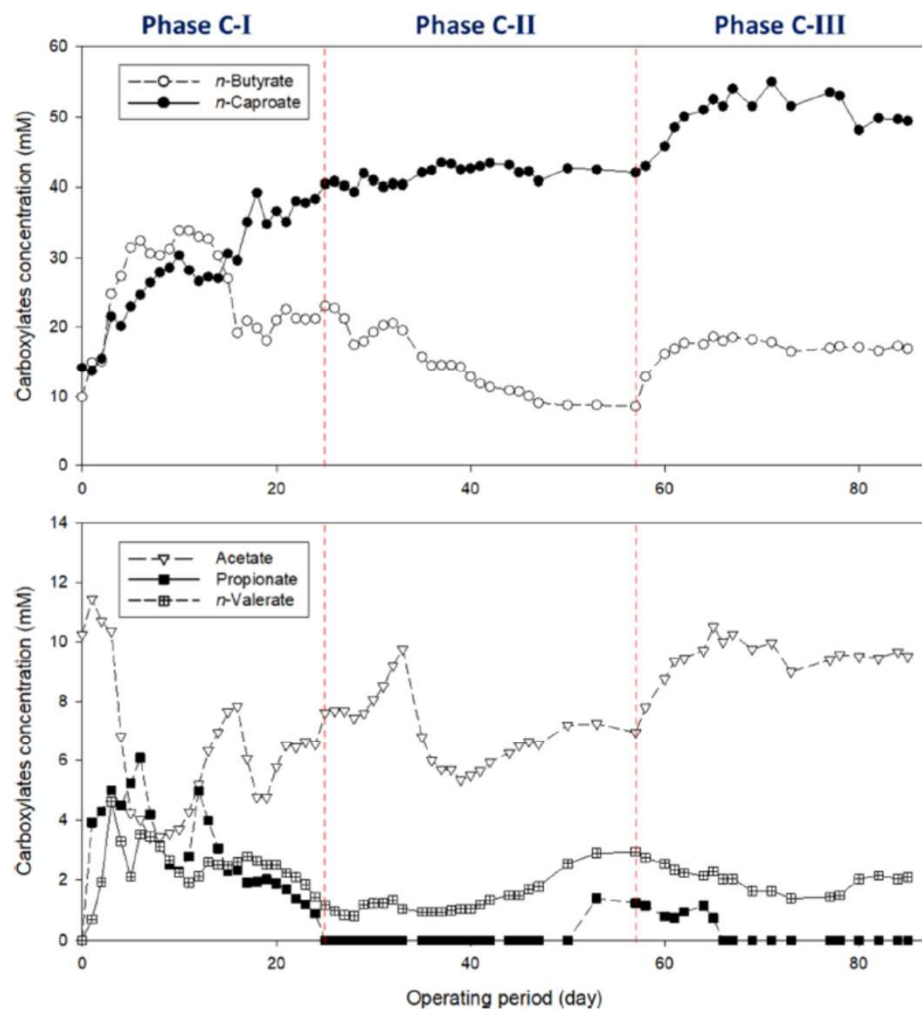 Phase C-I Phase C-II Phase C-III
60
50
40
30
20
10
0
Carboxylates concentration (mM)
n-Butyrate
n-Caproate
0 20 40 60 80
14
12
10
8
6
4
2
0
Carboxylates concentration (mM)
Acetate
Propionate
n-Valerate
0 20 40 60 80
Operating period (day)